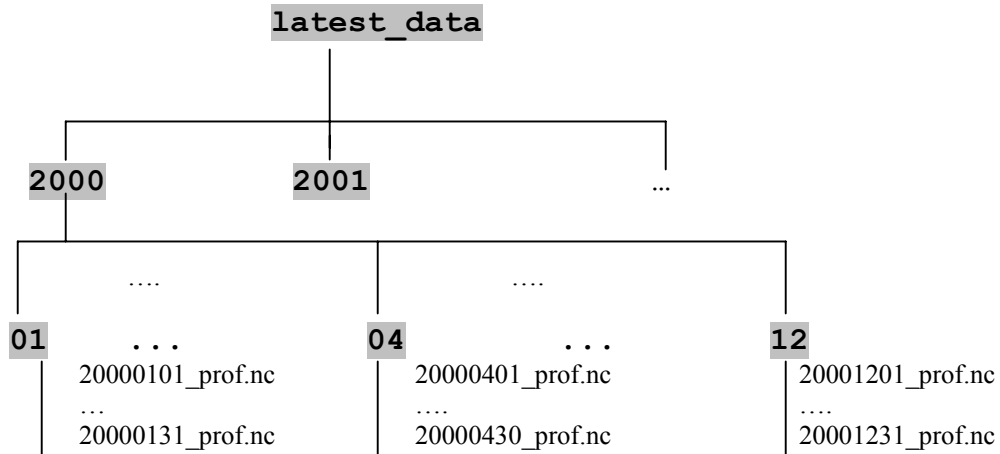 latest_data
2000 2001 ...
.... ....
01 ... 04 ... 12
20000101_prof.nc 20000401_prof.nc 20001201_prof.nc
... .... ....
20000131_prof.nc 20000430_prof.nc 20001231_prof.nc